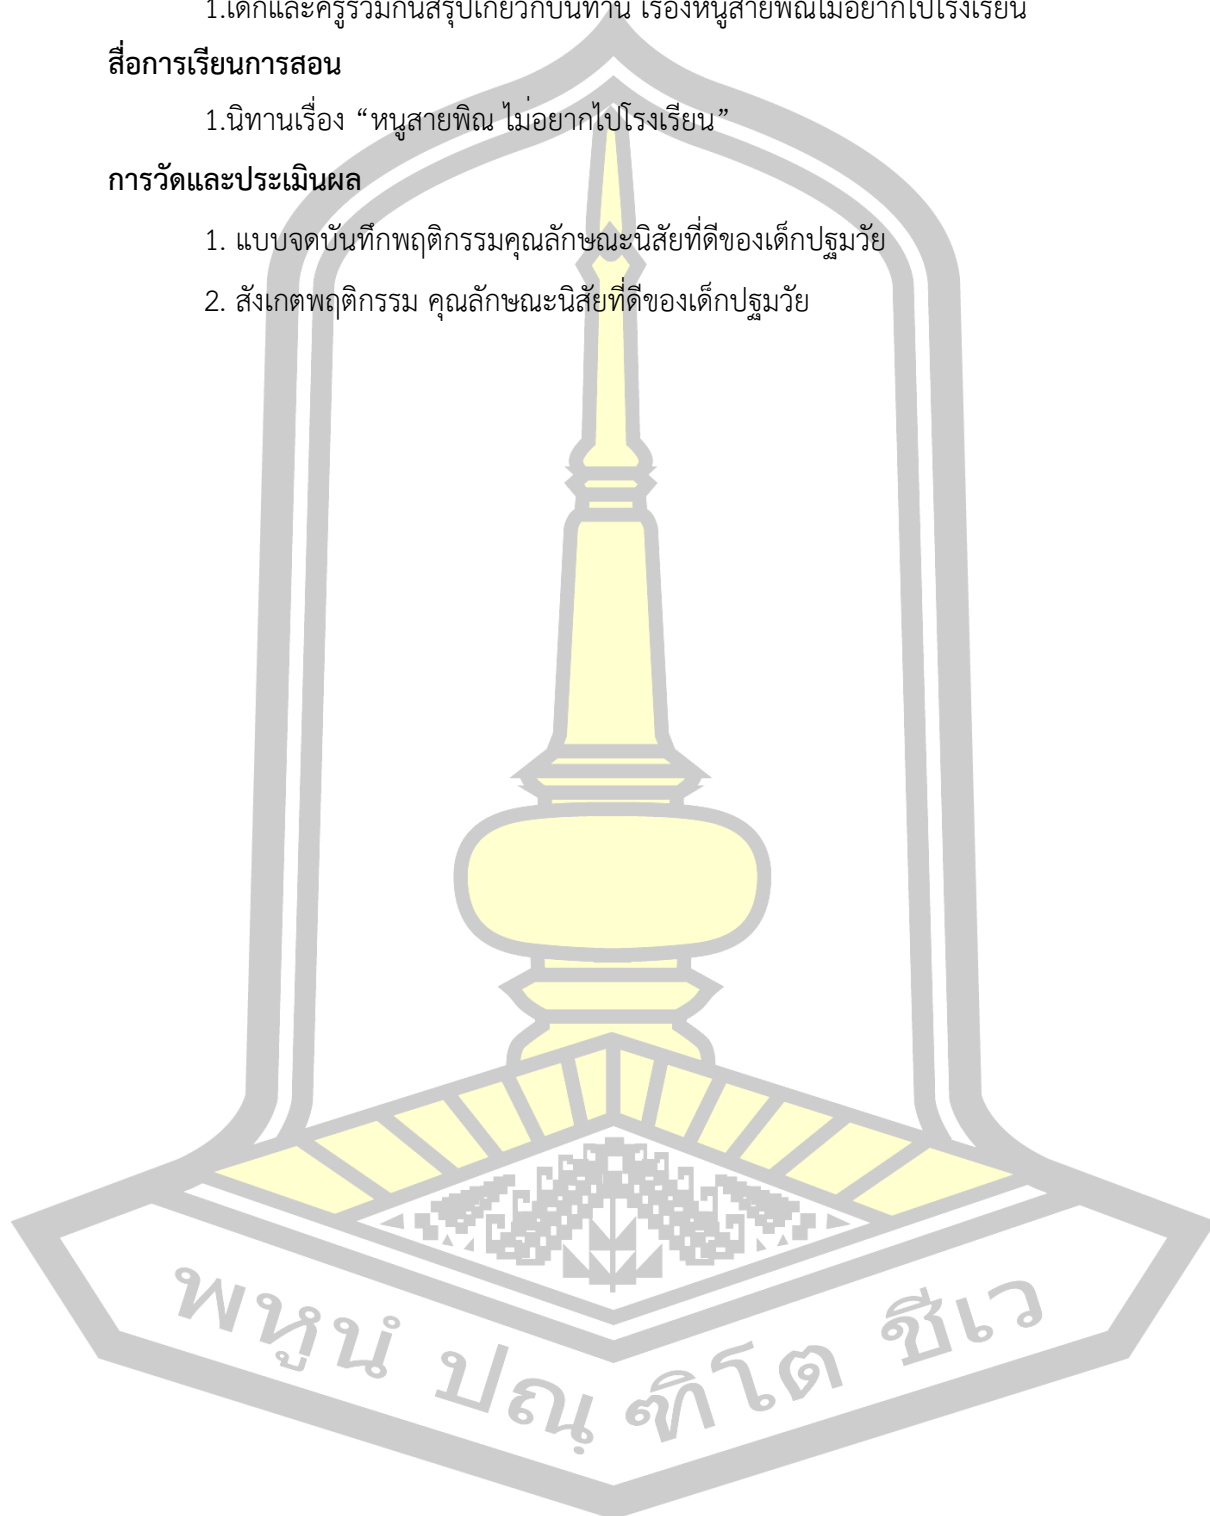 1.เด็กและครูร่วมกันสรุปเกี่ยวกับนิทาน เรื่องหนูสายพิณไม่อยากไปโรงเรียน
สื่อการเรียนการสอน
1.นิทานเรื่อง “หนูสายพิณ ไม่อยากไปโรงเรียน”
การวัดและประเมินผล
1. แบบจดบันทึกพฤติกรรมคุณลักษณะนิสัยที่ดีของเด็กปฐมวัย
2. สังเกตพฤติกรรม คุณลักษณะนิสัยที่ดีของเด็กปฐมวัย
พหูนํ ปณฺฑิโต ชีเว